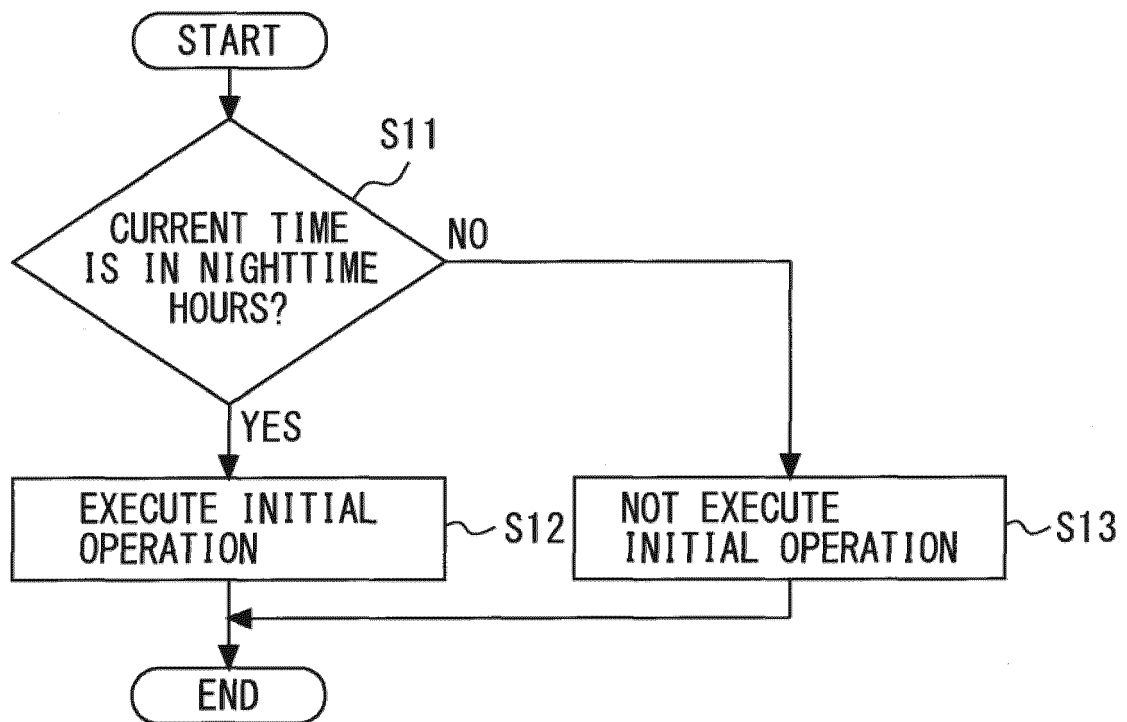 START
S11
CURRENT TIME
IS IN NIGHTTIME
HOURS?
NO
YES
EXECUTE INITIAL
OPERATION
S12
NOT EXECUTE
INITIAL OPERATION
S13
END